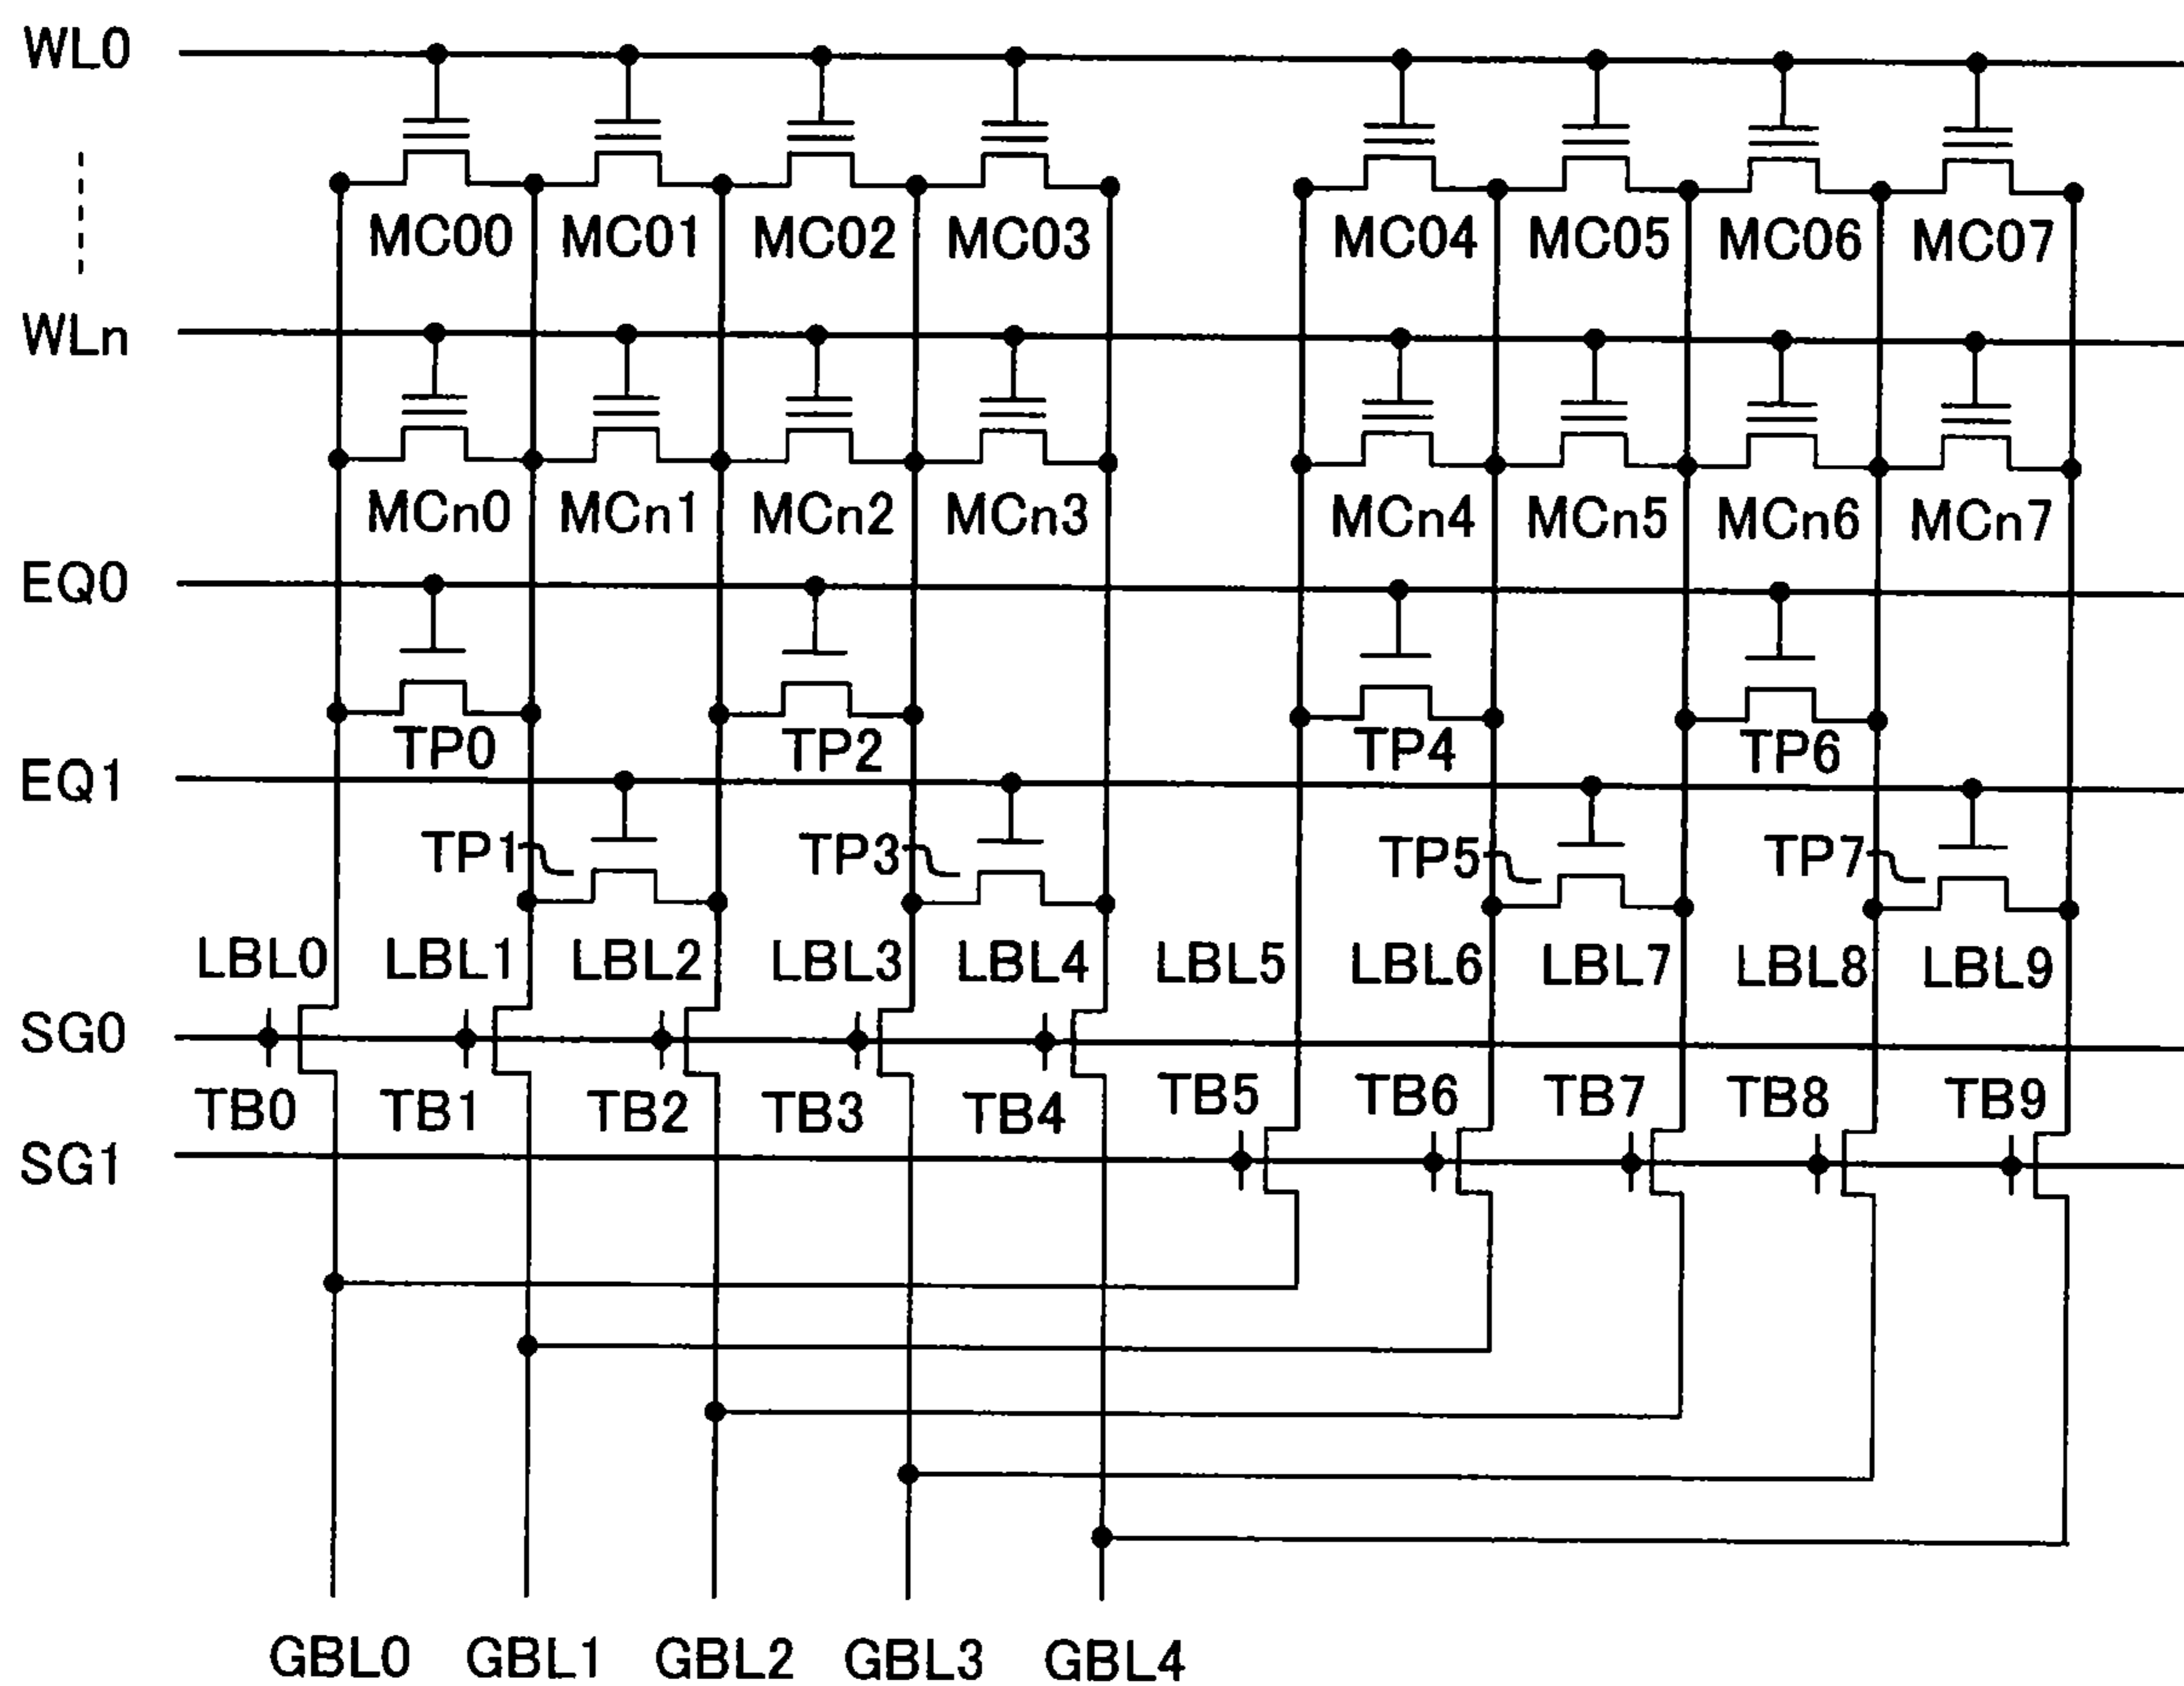 WL0
MC00 MC01 MC02 MC03 MC04 MC05 MC06 MC07
WLn
MCn0 MCn1 MCn2 MCn3 MCn4 MCn5 MCn6 MCn7
EQ0
TP0 TP2 TP4 TP6
EQ1
TP1 TP3 TP5 TP7
LBL0 LBL1 LBL2 LBL3 LBL4 LBL5 LBL6 LBL7 LBL8 LBL9
SG0
TB0 TB1 TB2 TB3 TB4 TB5 TB6 TB7 TB8 TB9
SG1
GBL0 GBL1 GBL2 GBL3 GBL4